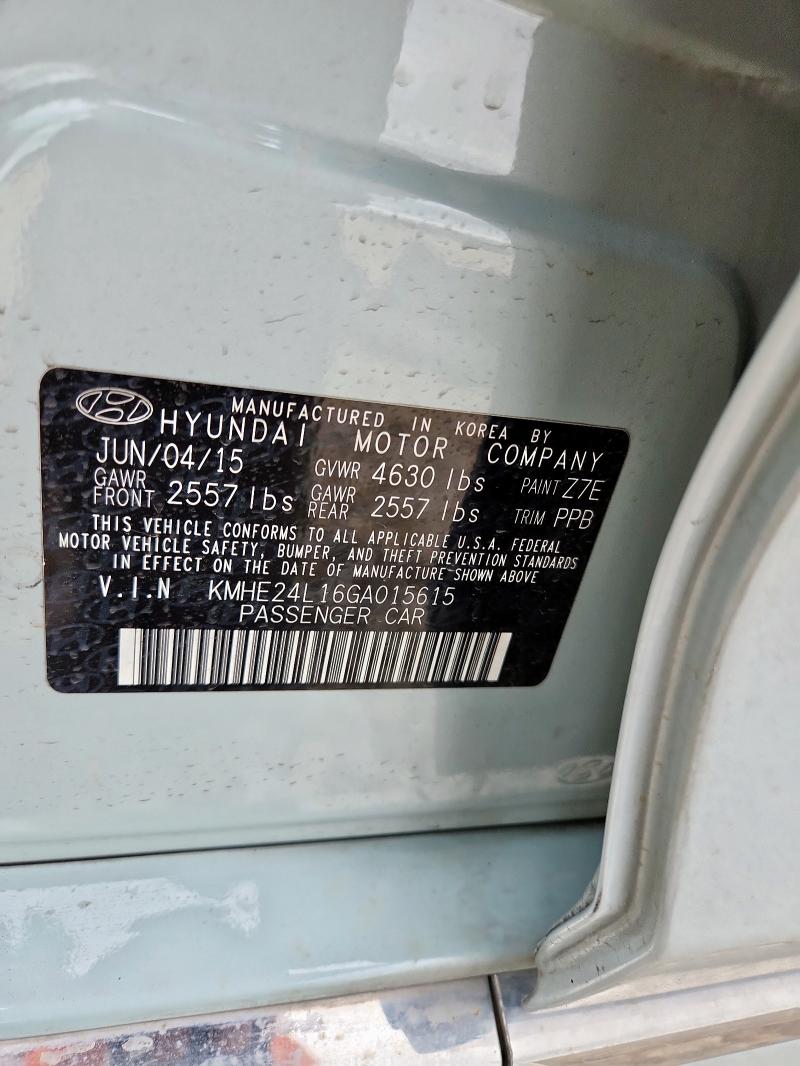 MANUFACTURED IN KOREA BY
HYUNDAI MOTOR COMPANY
JUN/04/15 GVWR 4630 lbs PAINT Z7E
GAWR FRONT 2557 lbs GAWR REAR 2557 lbs TRIM PPB
THIS VEHICLE CONFORMS TO ALL APPLICABLE U.S.A. FEDERAL
MOTOR VEHICLE SAFETY, BUMPER, AND THEFT PREVENTION STANDARDS
IN EFFECT ON THE DATE OF MANUFACTURE SHOWN ABOVE
V.I.N KMHE24L16GA015615
PASSENGER CAR